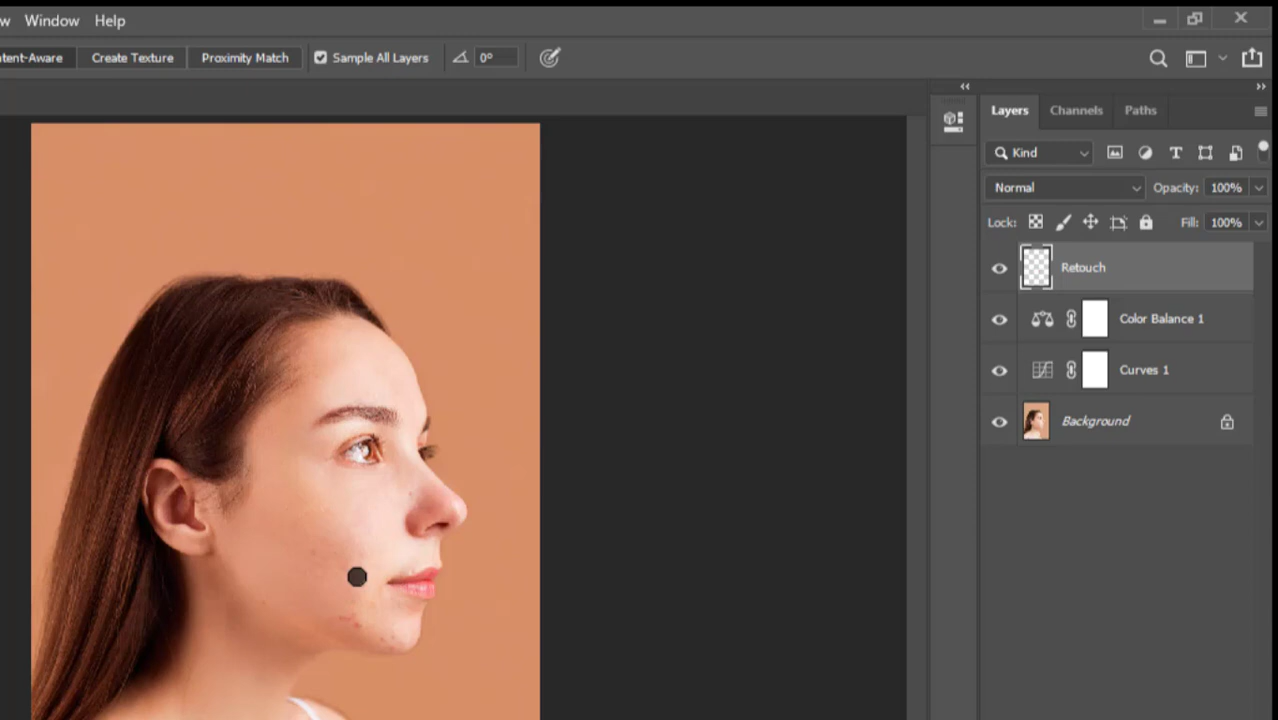 w Window Help
tent-Aware Create Texture Proximity Match Sample All Layers 0°
Layers Channels Paths
Kind T
Normal Opacity: 100%
Lock: Fill: 100%
Retouch
Color Balance 1
Curves 1
Background